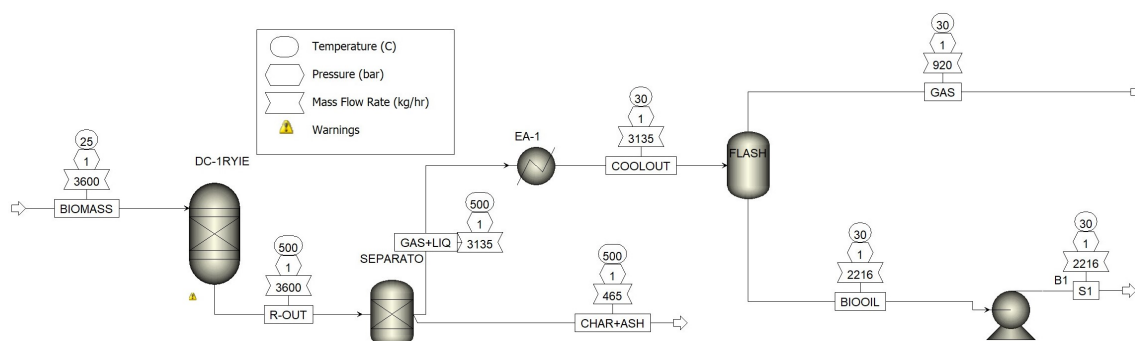 Temperature (C)
Pressure (bar)
Mass Flow Rate (kg/hr)
Warnings
25
1
3600
BIOMASS
DC-1RYIE
500
1
3600
R-OUT
SEPARATO
GAS+LIQ
500
1
3135
500
1
465
CHAR+ASH
EA-1
30
1
3135
COOLOUT
FLASH
30
1
920
GAS
30
1
2216
BIOOIL
B1
30
1
2216
S1